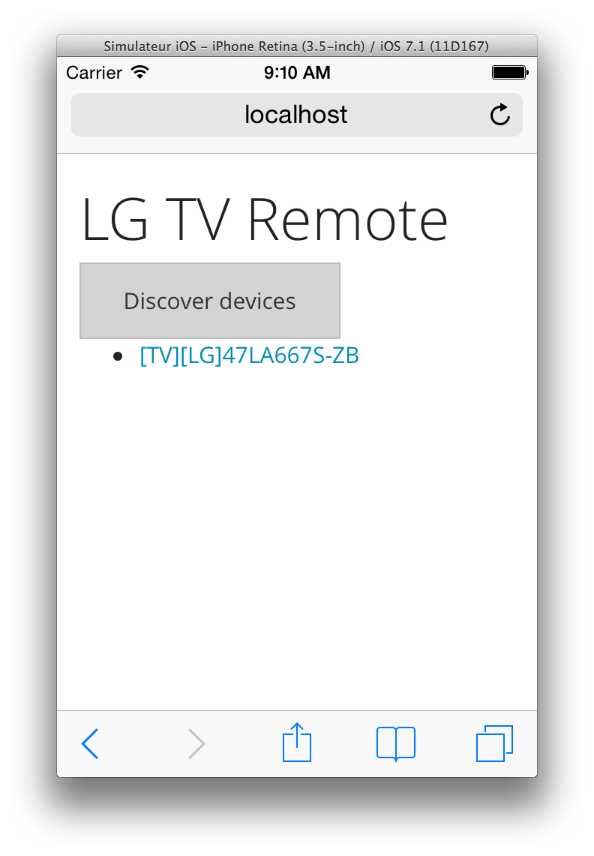 Simulateur iOS – iPhone Retina (3.5-inch) / iOS 7.1 (11D167)
Carrier 9:10 AM
localhost
LG TV Remote
Discover devices
[TV][LG]47LA667S-ZB